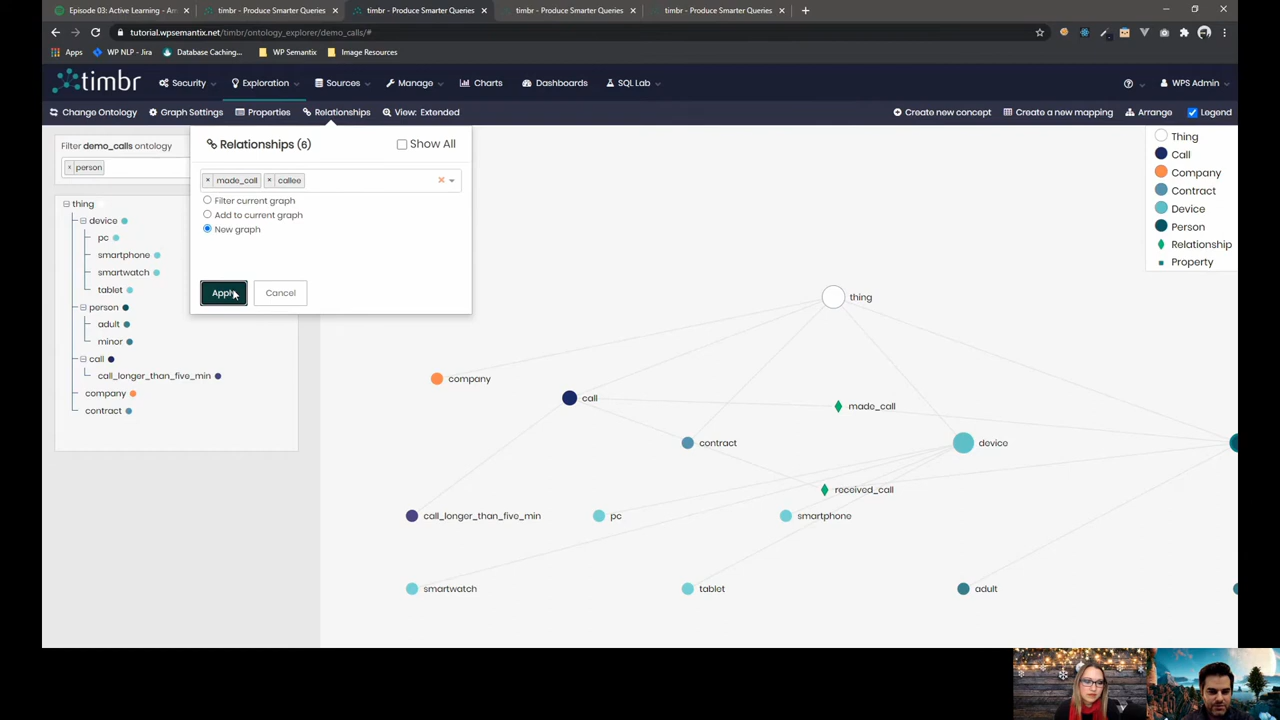 Episode 03: Active Learning - An
timbr - Produce Smarter Queries
timbr - Produce Smarter Queries
timbr - Produce Smarter Queries
timbr - Produce Smarter Queries
tutorial.wpsemantix.net/timbr/ontology_explorer/demo_calls/#
Apps
WP NLP - Jira
Database Caching...
WP Semantix
Image Resources
timbr
Security
Exploration
Sources
Manage
Charts
Dashboards
SQL Lab
WPS Admin
Change Ontology
Graph Settings
Properties
Relationships
View: Extended
Create new concept
Create a new mapping
Arrange
Legend
Filter demo_calls ontology
× person
thing
device
pc
smartphone
smartwatch
tablet
person
adult
minor
call
call_longer_than_five_min
company
contract
Relationships (6)
Show All
× made_call
× callee
Filter current graph
Add to current graph
New graph
Apply
Cancel
Thing
Call
Company
Contract
Device
Person
Relationship
Property
thing
company
call
made_call
contract
device
received_call
call_longer_than_five_min
pc
smartphone
smartwatch
tablet
adult